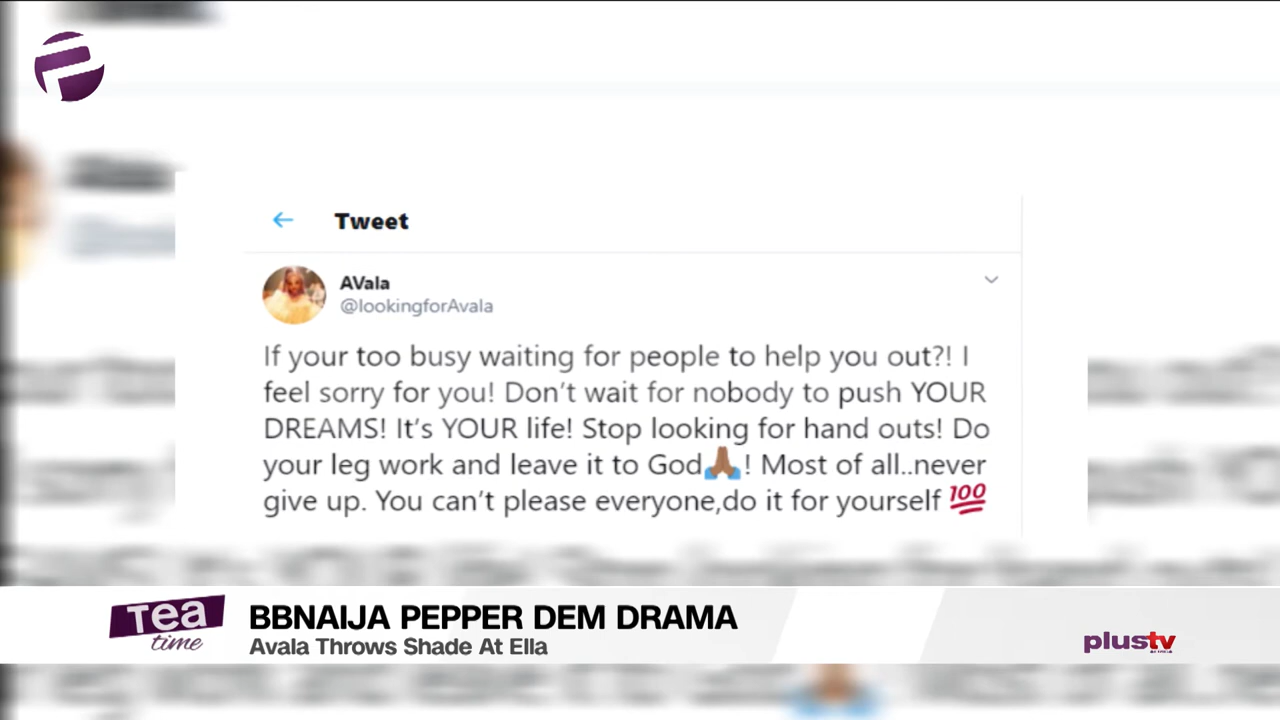 Tweet
AVala
@lookingforAvala
If your too busy waiting for people to help you out?! I
feel sorry for you! Don't wait for nobody to push YOUR
DREAMS! It's YOUR life! Stop looking for hand outs! Do
your leg work and leave it to God🙏🏾! Most of all..never
give up. You can't please everyone,do it for yourself 💯
Tea
time
BBNAIJA PEPPER DEM DRAMA
Avala Throws Shade At Ella
plustv